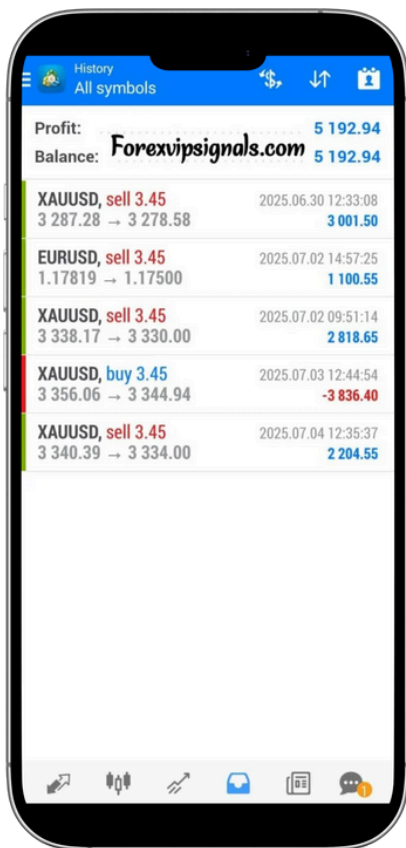 History
All symbols
Profit: 5 192.94
Forexvipsignals.com
Balance: 5 192.94
XAUUSD, sell 3.45 2025.06.30 12:33:08
3 287.28 → 3 278.58 3 001.50
EURUSD, sell 3.45 2025.07.02 14:57:25
1.17819 → 1.17500 1 100.55
XAUUSD, sell 3.45 2025.07.02 09:51:14
3 338.17 → 3 330.00 2 818.65
XAUUSD, buy 3.45 2025.07.03 12:44:54
3 356.06 → 3 344.94 -3 836.40
XAUUSD, sell 3.45 2025.07.04 12:35:37
3 340.39 → 3 334.00 2 204.55
1